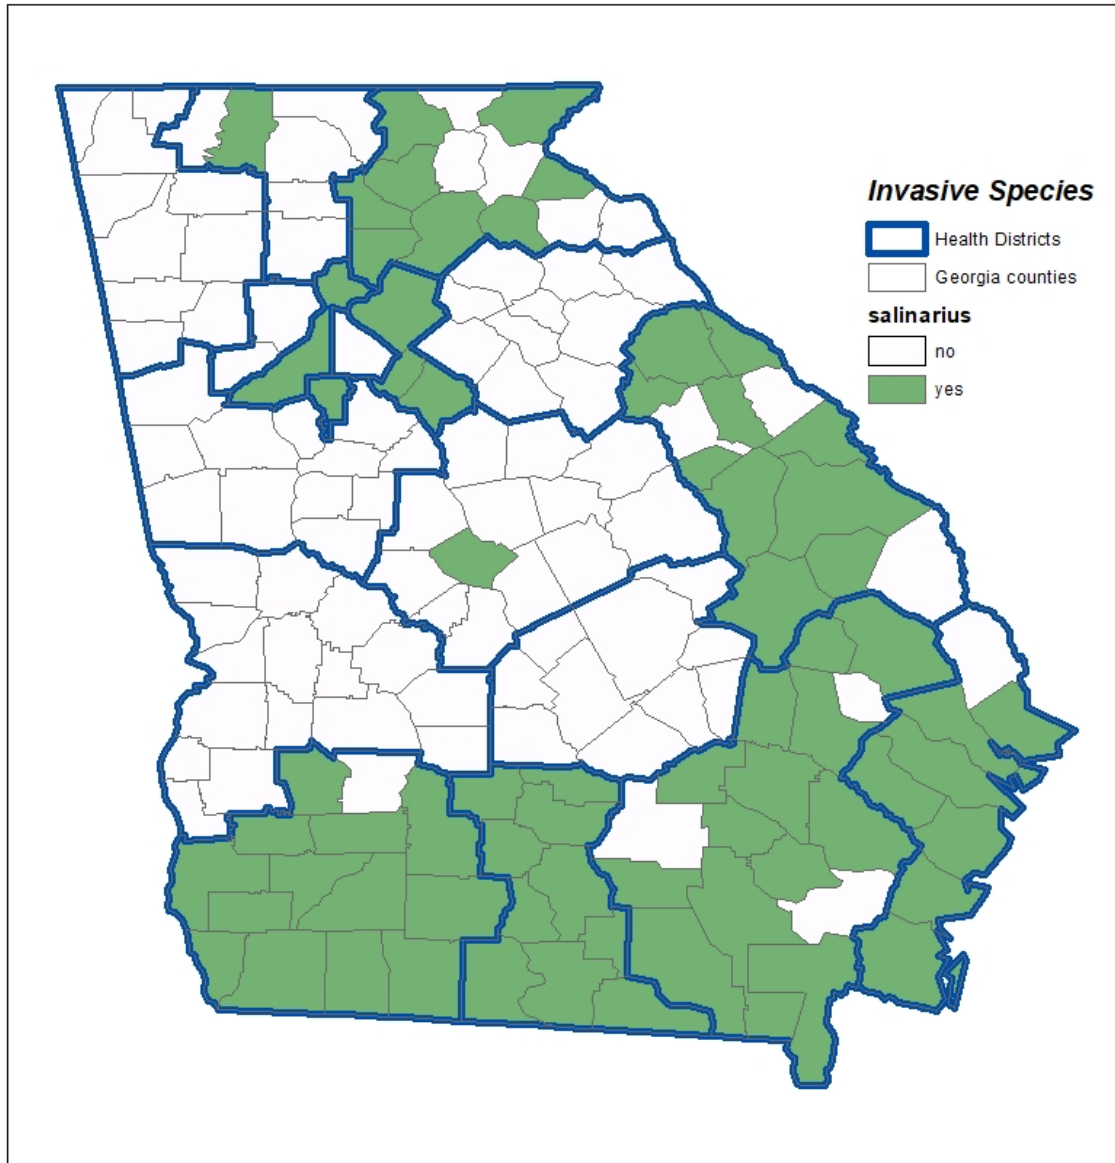 Invasive Species
Health Districts
Georgia counties
salinarius
no
yes